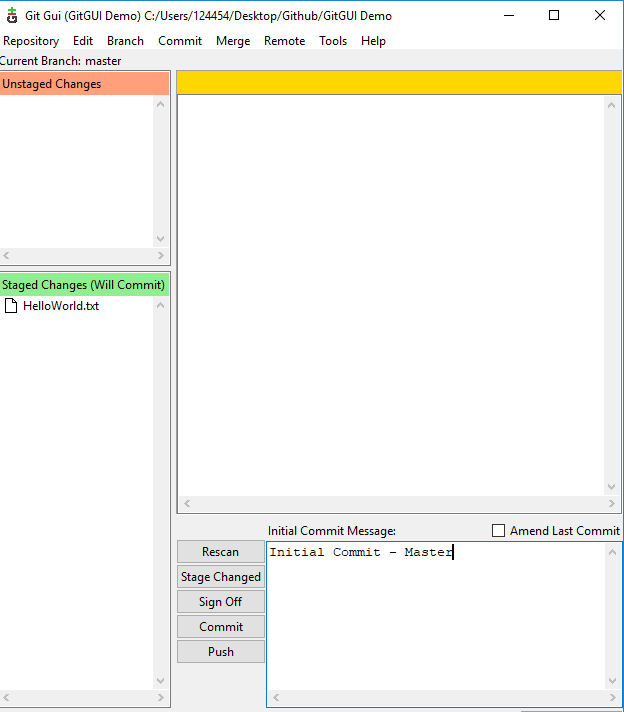 Git Gui (GitGUI Demo) C:/Users/124454/Desktop/Github/GitGUI Demo
Repository Edit Branch Commit Merge Remote Tools Help
Current Branch: master
Unstaged Changes
Staged Changes (Will Commit)
HelloWorld.txt
Initial Commit Message:
Amend Last Commit
Rescan
Stage Changed
Sign Off
Commit
Push
Initial Commit - Master